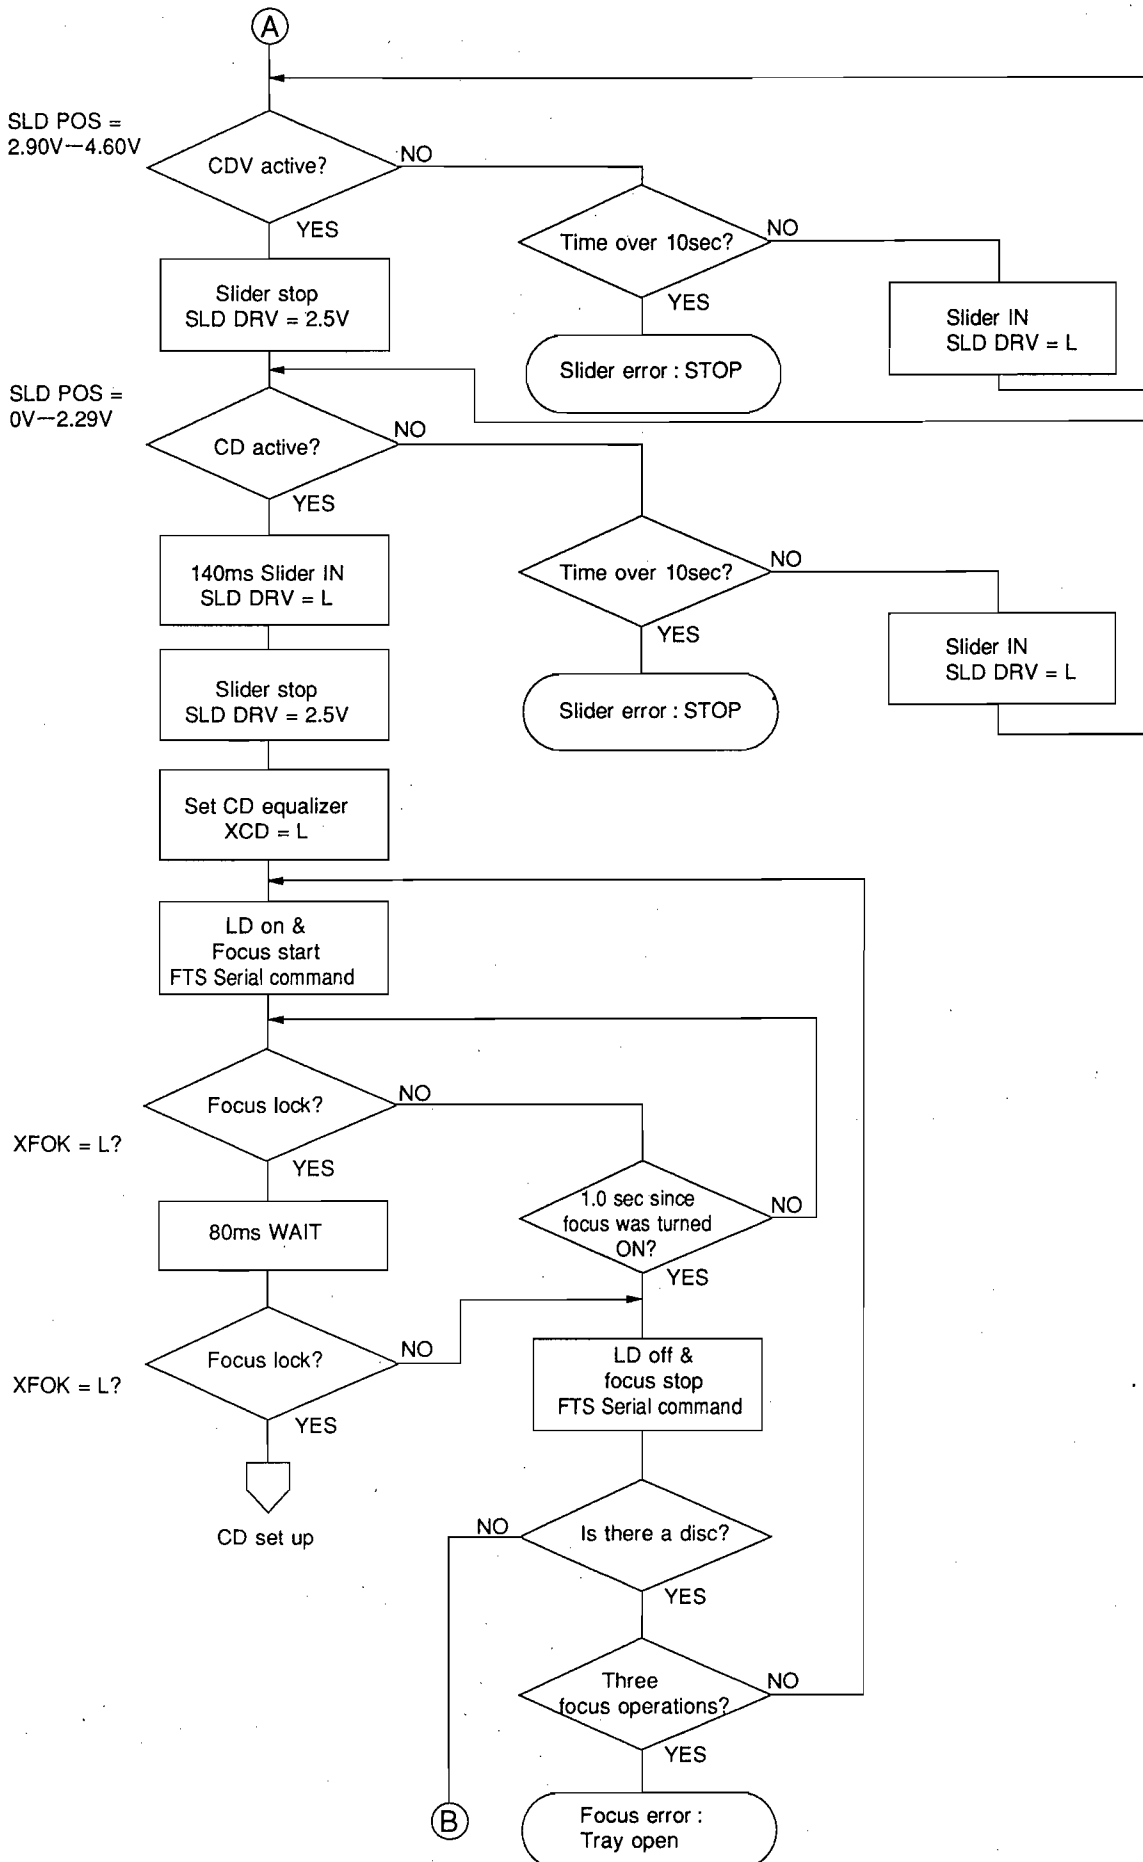 A
SLD POS =
2.90V—4.60V
CDV active?
NO
YES
Time over 10sec?
NO
YES
Slider stop
SLD DRV = 2.5V
Slider IN
SLD DRV = L
Slider error : STOP
SLD POS =
0V—2.29V
CD active?
NO
YES
140ms Slider IN
SLD DRV = L
Time over 10sec?
NO
YES
Slider IN
SLD DRV = L
Slider stop
SLD DRV = 2.5V
Slider error : STOP
Set CD equalizer
XCD = L
LD on &
Focus start
FTS Serial command
Focus lock?
NO
XFOK = L?
YES
80ms WAIT
1.0 sec since
focus was turned
ON?
NO
YES
Focus lock?
NO
XFOK = L?
YES
LD off &
focus stop
FTS Serial command
CD set up
Is there a disc?
NO
YES
Three
focus operations?
NO
YES
B
Focus error :
Tray open